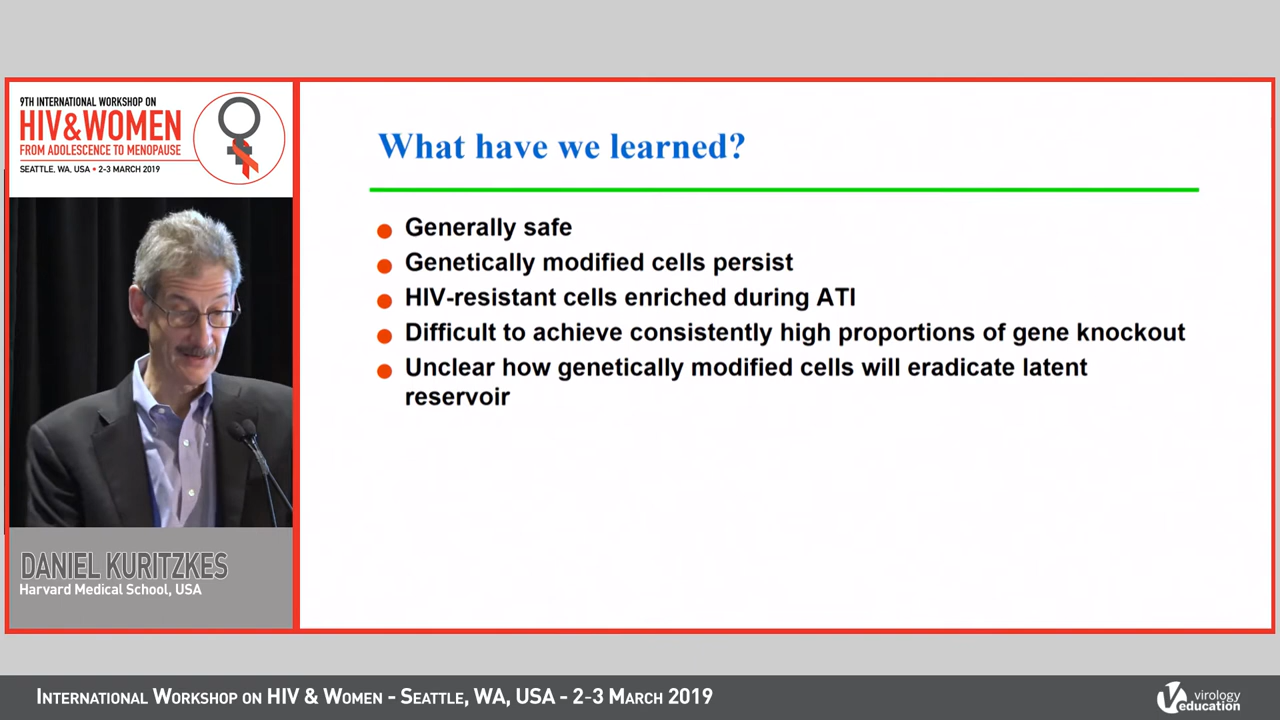 9TH INTERNATIONAL WORKSHOP ON
HIV&WOMEN
FROM ADOLESCENCE TO MENOPAUSE
SEATTLE, WA, USA • 2-3 MARCH 2019
What have we learned?
Generally safe
Genetically modified cells persist
HIV-resistant cells enriched during ATI
Difficult to achieve consistently high proportions of gene knockout
Unclear how genetically modified cells will eradicate latent
reservoir
DANIEL KURITZKES
Harvard Medical School, USA
INTERNATIONAL WORKSHOP ON HIV & WOMEN - SEATTLE, WA, USA - 2-3 MARCH 2019
virology
education